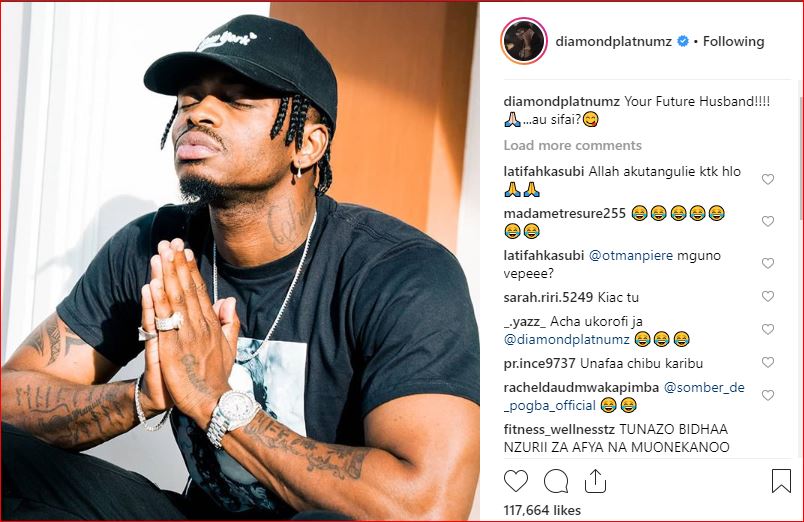 New York
diamondplatnumz • Following
diamondplatnumz Your Future Husband!!!!
🙏...au sifai?😋
Load more comments
latifahkasubi Allah akutangulie ktk hlo
🙏🙏
madametresure255 😂😂😂😂😂
😂😂
latifahkasubi @otmanpiere mguno
vepeee?
sarah.riri.5249 Kiac tu
_.yazz_ Acha ukorofi ja
@diamondplatnumz 😂😂😂
pr.ince9737 Unafaa chibu karibu
racheldaudmwakapimba @somber_de
_pogba_official 😂😂
fitness_wellnesstz TUNAZO BIDHAA
NZURII ZA AFYA NA MUONEKANOO
117,664 likes